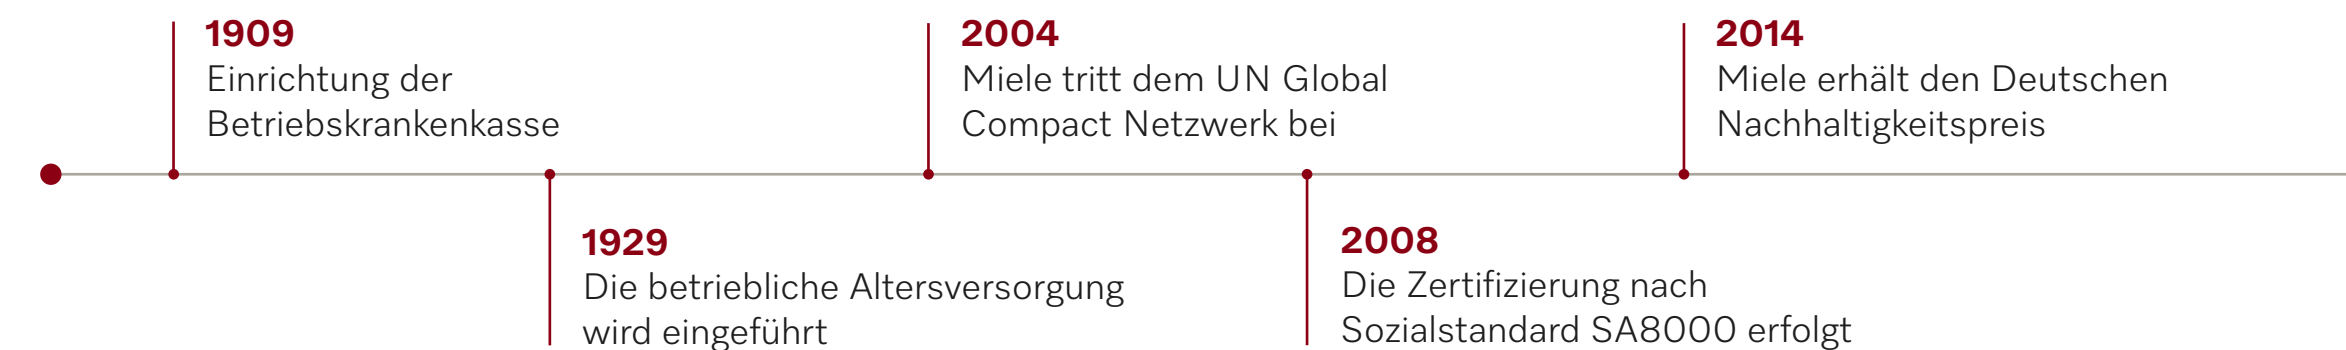 1909
Einrichtung der
Betriebskrankenkasse
1929
Die betriebliche Altersversorgung
wird eingeführt
2004
Miele tritt dem UN Global
Compact Netzwerk bei
2008
Die Zertifizierung nach
Sozialstandard SA8000 erfolgt
2014
Miele erhält den Deutschen
Nachhaltigkeitspreis